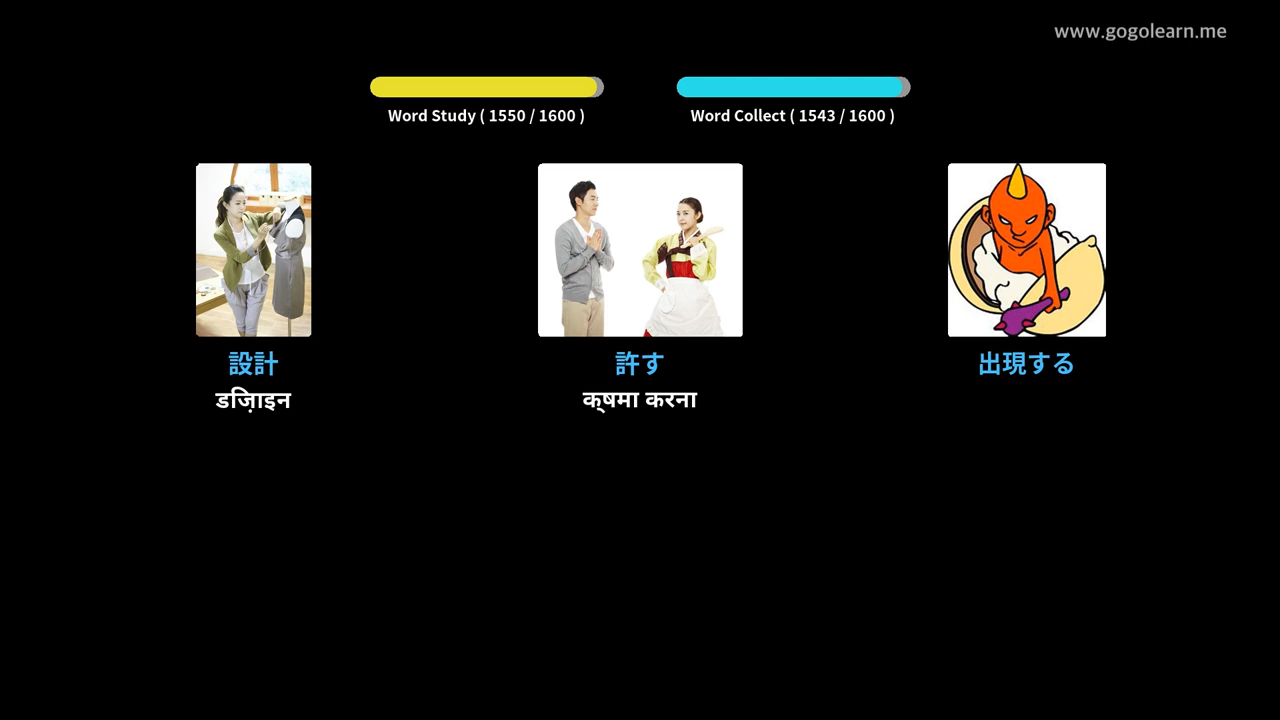 www.gogolearn.me
Word Study ( 1550 / 1600 )
Word Collect ( 1543 / 1600 )
設計
डिज़ाइन
許す
क्षमा करना
出現する